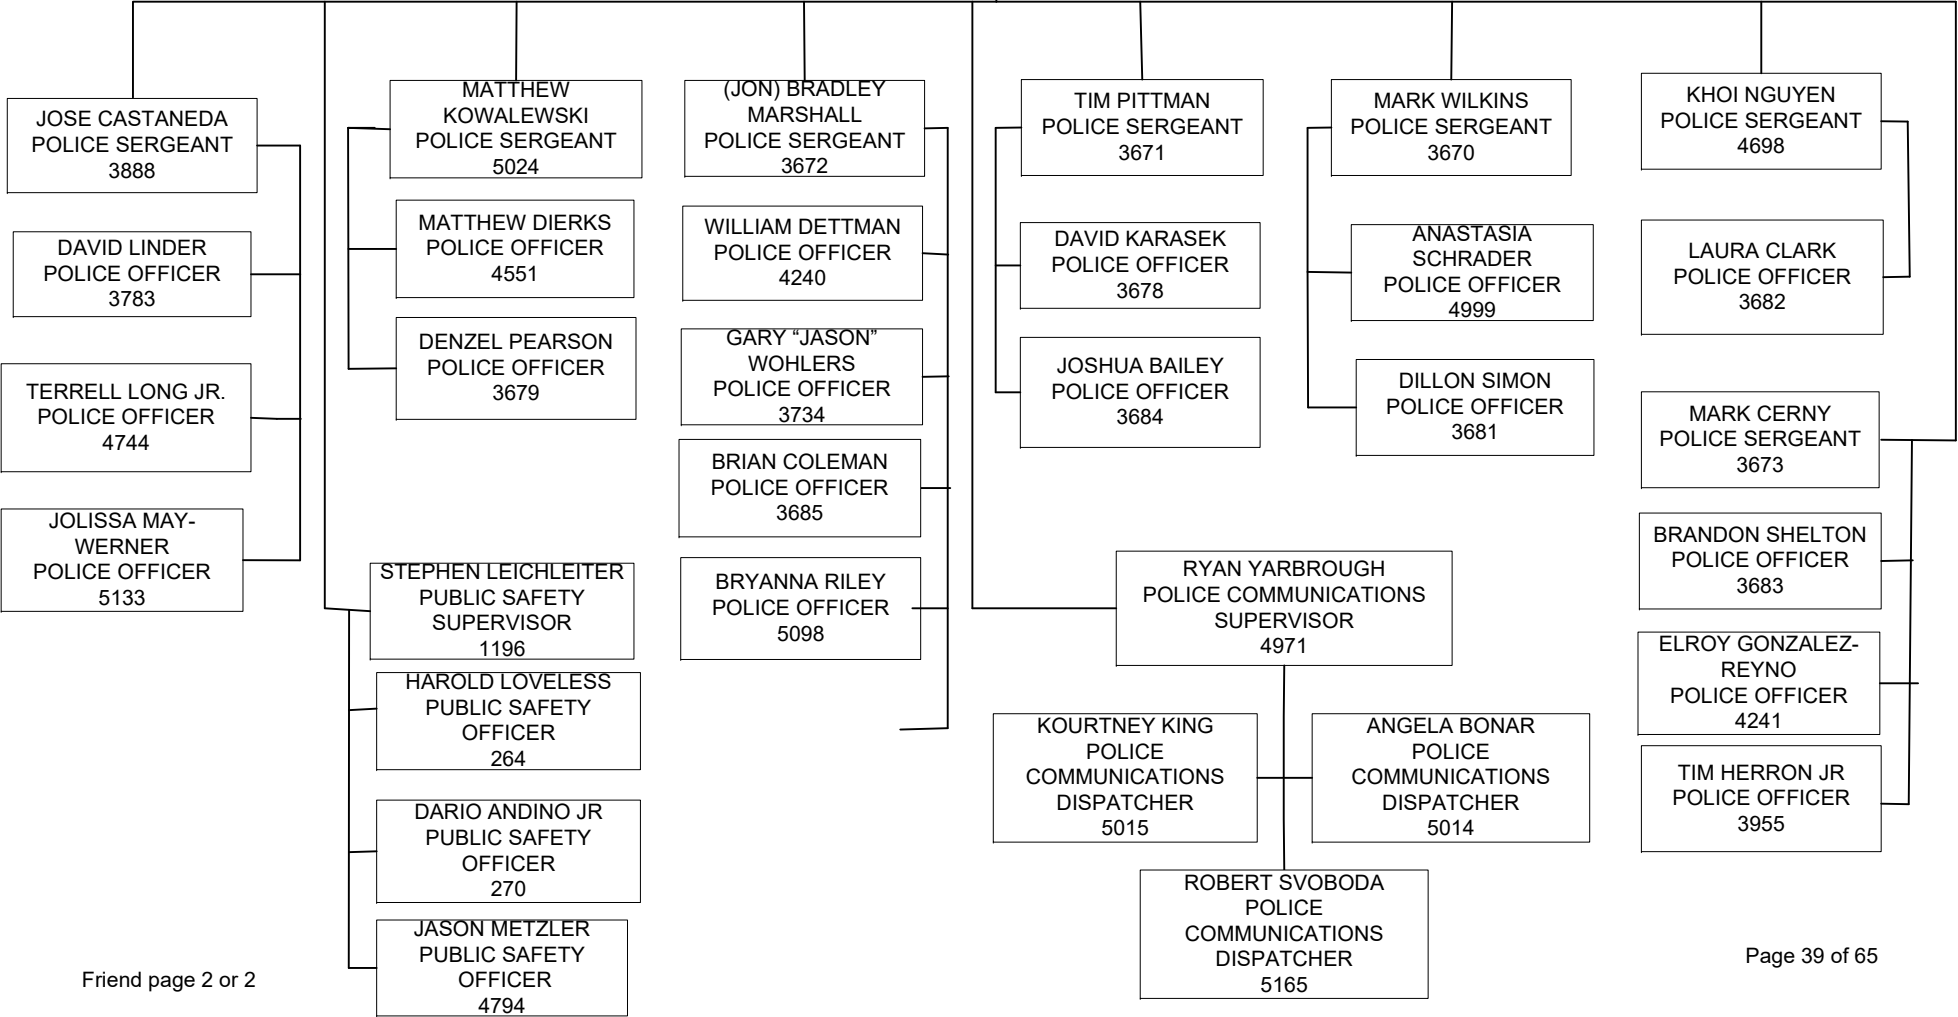 JOSE CASTANEDA
POLICE SERGEANT
3888
DAVID LINDER
POLICE OFFICER
3783
TERRELL LONG JR.
POLICE OFFICER
4744
JOLISSA MAY-
WERNER
POLICE OFFICER
5133
MATTHEW
KOWALEWSKI
POLICE SERGEANT
5024
MATTHEW DIERKS
POLICE OFFICER
4551
DENZEL PEARSON
POLICE OFFICER
3679
STEPHEN LEICHLEITER
PUBLIC SAFETY
SUPERVISOR
1196
HAROLD LOVELESS
PUBLIC SAFETY
OFFICER
264
DARIO ANDINO JR
PUBLIC SAFETY
OFFICER
270
JASON METZLER
PUBLIC SAFETY
OFFICER
4794
(JON) BRADLEY
MARSHALL
POLICE SERGEANT
3672
WILLIAM DETTMAN
POLICE OFFICER
4240
GARY “JASON”
WOHLERS
POLICE OFFICER
3734
BRIAN COLEMAN
POLICE OFFICER
3685
BRYANNA RILEY
POLICE OFFICER
5098
TIM PITTMAN
POLICE SERGEANT
3671
DAVID KARASEK
POLICE OFFICER
3678
JOSHUA BAILEY
POLICE OFFICER
3684
MARK WILKINS
POLICE SERGEANT
3670
ANASTASIA
SCHRADER
POLICE OFFICER
4999
DILLON SIMON
POLICE OFFICER
3681
RYAN YARBROUGH
POLICE COMMUNICATIONS
SUPERVISOR
4971
KOURTNEY KING
POLICE
COMMUNICATIONS
DISPATCHER
5015
ANGELA BONAR
POLICE
COMMUNICATIONS
DISPATCHER
5014
ROBERT SVOBODA
POLICE
COMMUNICATIONS
DISPATCHER
5165
KHOI NGUYEN
POLICE SERGEANT
4698
LAURA CLARK
POLICE OFFICER
3682
MARK CERNY
POLICE SERGEANT
3673
BRANDON SHELTON
POLICE OFFICER
3683
ELROY GONZALEZ-
REYNO
POLICE OFFICER
4241
TIM HERRON JR
POLICE OFFICER
3955
Friend page 2 or 2
Page 39 of 65